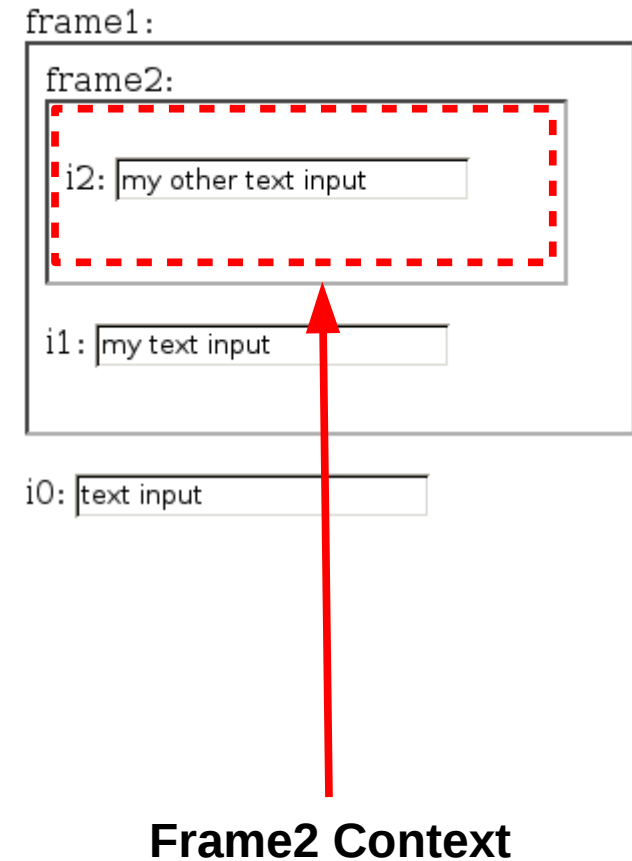 frame1:
frame2:
i2: my other text input
i1: my text input
i0: text input
Frame2 Context